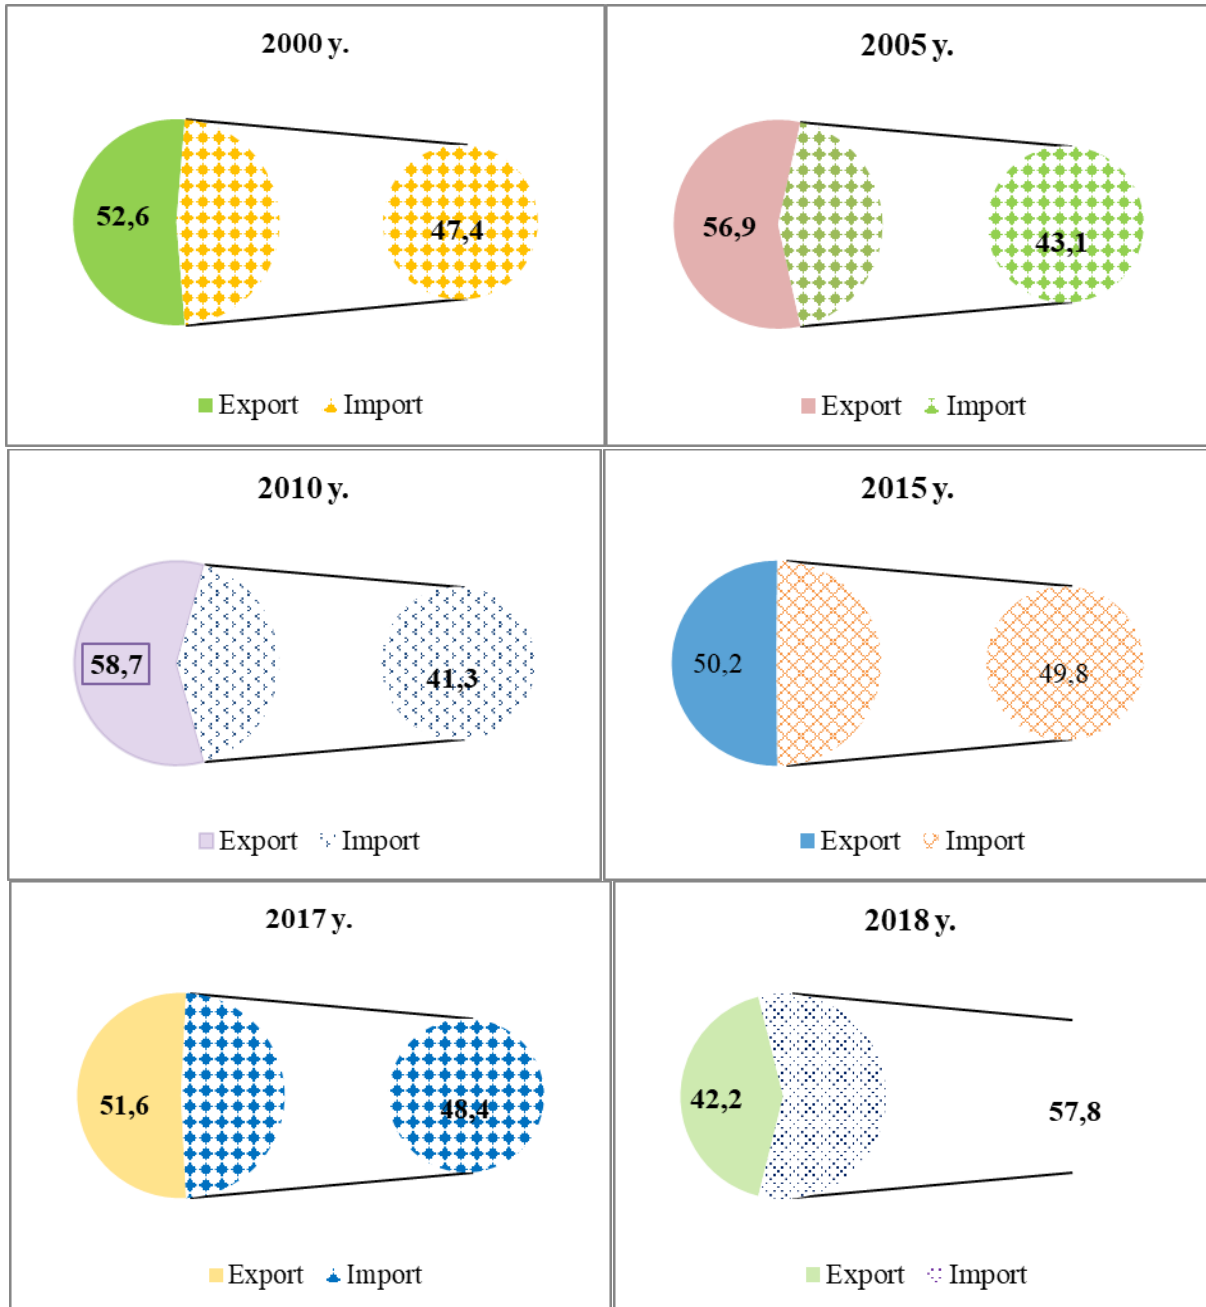 2000 y.
52,6
47,4
Export Import
2005 y.
56,9
43,1
Export Import
2010 y.
58,7
41,3
Export Import
2015 y.
50,2
49,8
Export Import
2017 y.
51,6
48,4
Export Import
2018 y.
42,2
57,8
Export Import